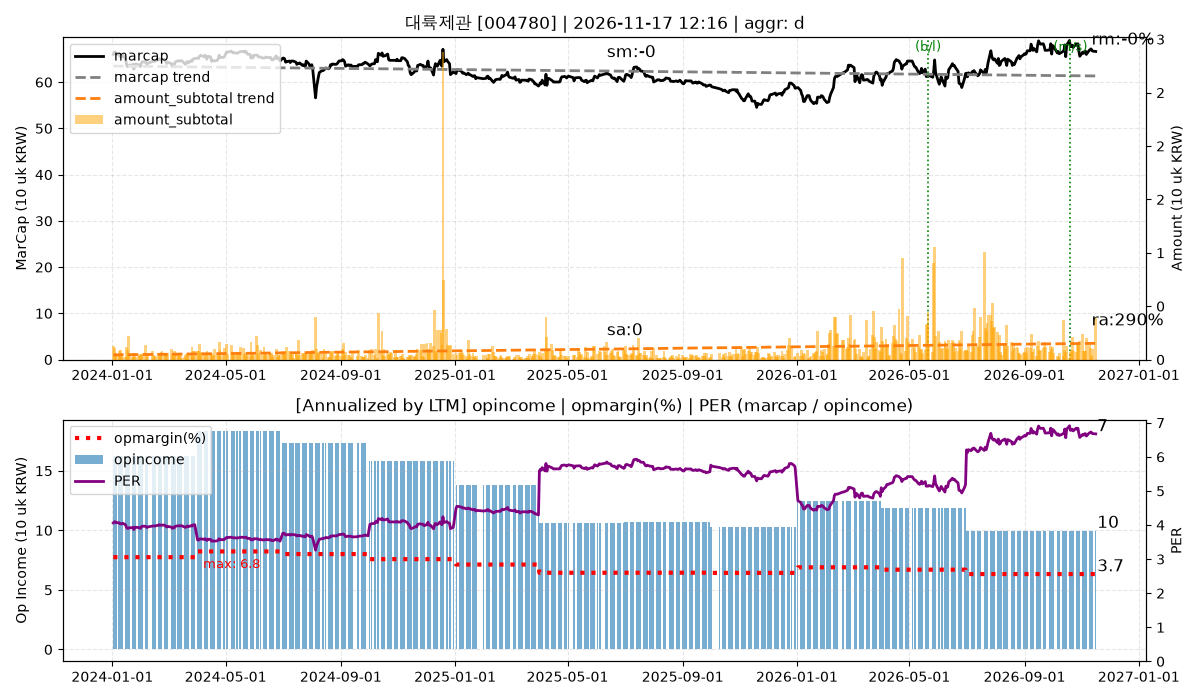 대륙제관 [004780] | 2026-11-17 12:16 | aggr: d
marcap
marcap trend
amount_subtotal trend
amount_subtotal
sm:-0
sa:0
(b/l)
rm:-0%
ra:290%
MarCap (10 uk KRW)
60
50
40
30
20
10
0
Amount (10 uk KRW)
3
2
2
2
1
0
0
2024-01-01 2024-05-01 2024-09-01 2025-01-01 2025-05-01 2025-09-01 2026-01-01 2026-05-01 2026-09-01 2027-01-01
[Annualized by LTM] opincome | opmargin(%) | PER (marcap / opincome)
opmargin(%)
opincome
PER
max: 6.8
7
10
3.7
Op Income (10 uk KRW)
15
10
5
0
PER
7
6
5
4
3
2
1
0
2024-01-01 2024-05-01 2024-09-01 2025-01-01 2025-05-01 2025-09-01 2026-01-01 2026-05-01 2026-09-01 2027-01-01